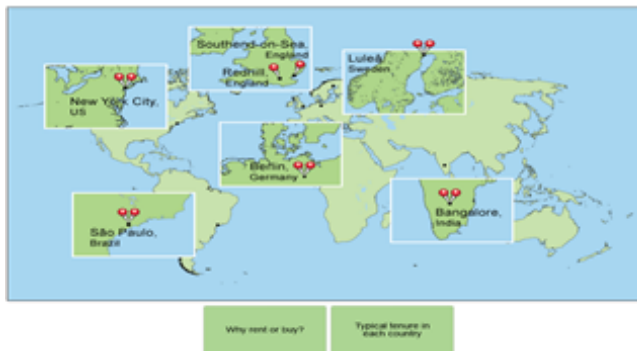 Southend-on-Sea,
England
Redhill,
England
Luleå,
Sweden
New York City,
US
Berlin,
Germany
São Paulo,
Brazil
Bangalore,
India
Why rent or buy?
Typical tenure in
each country